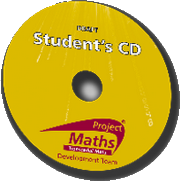 Student's CD
Project
Maths
Development Team